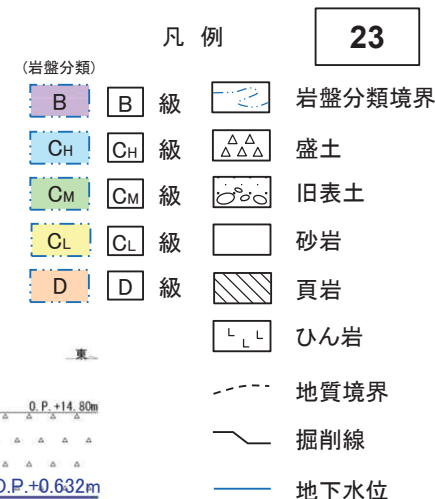 凡 例
23
(岩盤分類)
B B 級 岩盤分類境界
CH CH 級 盛土
CM CM 級 旧表土
CL CL 級 砂岩
D D 級 頁岩
ひん岩
東
地質境界
O.P.+14.80m
掘削線
O.P.+0.632m
地下水位